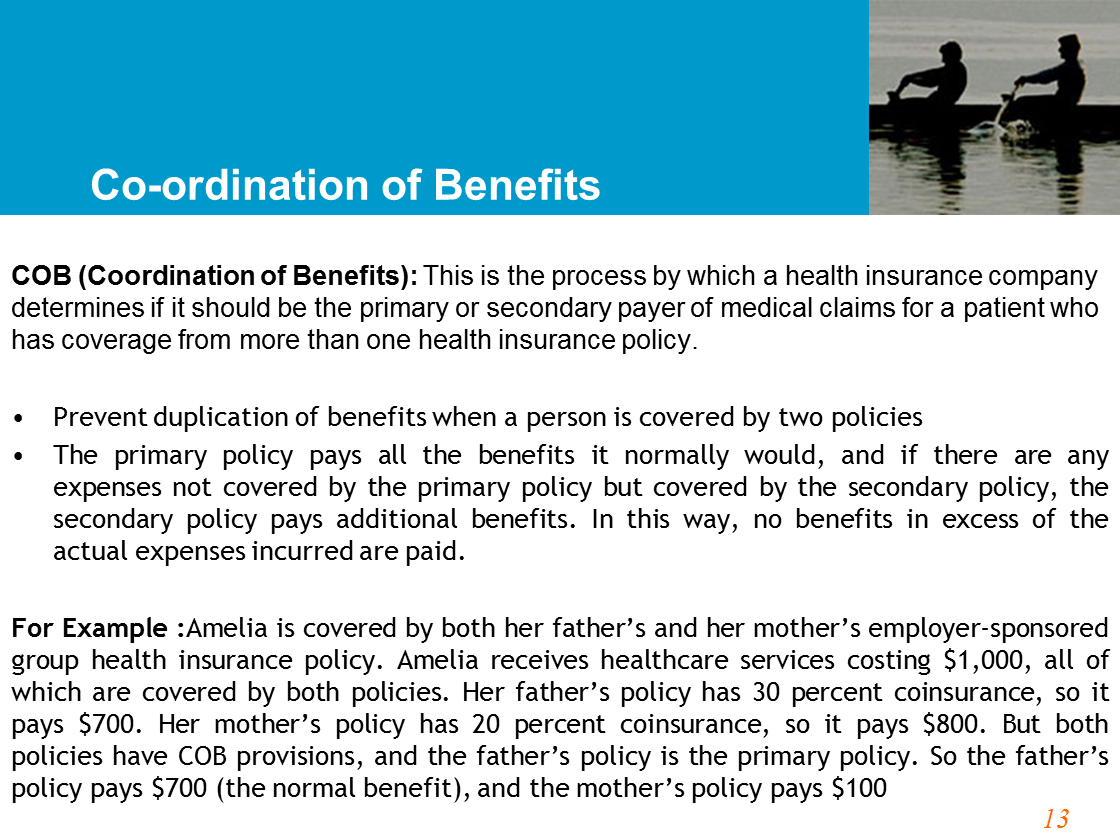 Co-ordination of Benefits
COB (Coordination of Benefits): This is the process by which a health insurance company
determines if it should be the primary or secondary payer of medical claims for a patient who
has coverage from more than one health insurance policy.
• Prevent duplication of benefits when a person is covered by two policies
• The primary policy pays all the benefits it normally would, and if there are any
expenses not covered by the primary policy but covered by the secondary policy, the
secondary policy pays additional benefits. In this way, no benefits in excess of the
actual expenses incurred are paid.
For Example :Amelia is covered by both her father’s and her mother’s employer-sponsored
group health insurance policy. Amelia receives healthcare services costing $1,000, all of
which are covered by both policies. Her father’s policy has 30 percent coinsurance, so it
pays $700. Her mother’s policy has 20 percent coinsurance, so it pays $800. But both
policies have COB provisions, and the father’s policy is the primary policy. So the father’s
policy pays $700 (the normal benefit), and the mother’s policy pays $100
13